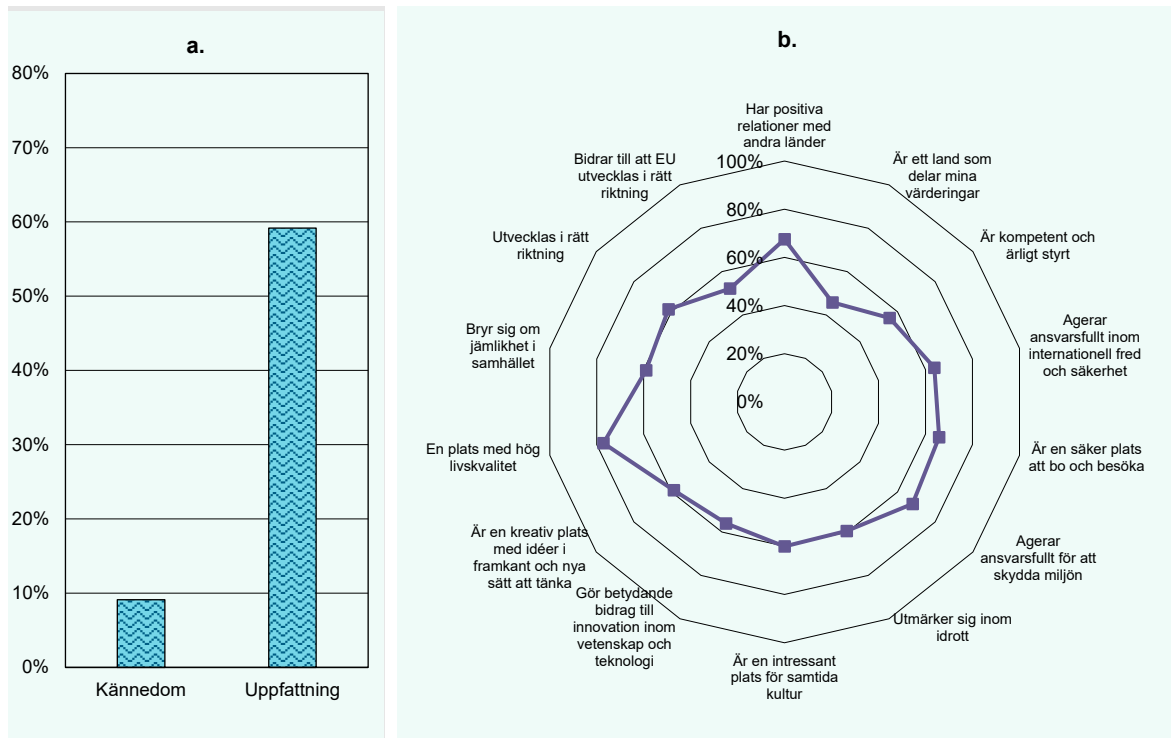 a.
80%
70%
60%
50%
40%
30%
20%
10%
0%
Kännedom
Uppfattning
b.
Har positiva
relationer med
andra länder
Är ett land som
delar mina
värderingar
Är kompetent och
ärligt styrt
Agerar
ansvarsfullt inom
internationell fred
och säkerhet
Är en säker plats
att bo och besöka
Agerar
ansvarsfullt för att
skydda miljön
Utmärker sig inom
idrott
Är en intressant
plats för samtida
kultur
Gör betydande
bidrag till
innovation inom
vetenskap och
teknologi
Är en kreativ plats
med idéer i
framkant och nya
sätt att tänka
En plats med hög
livskvalitet
Bryr sig om
jämlikhet i
samhället
Utvecklas i rätt
riktning
Bidrar till att EU
utvecklas i rätt
riktning
100%
80%
60%
40%
20%
0%